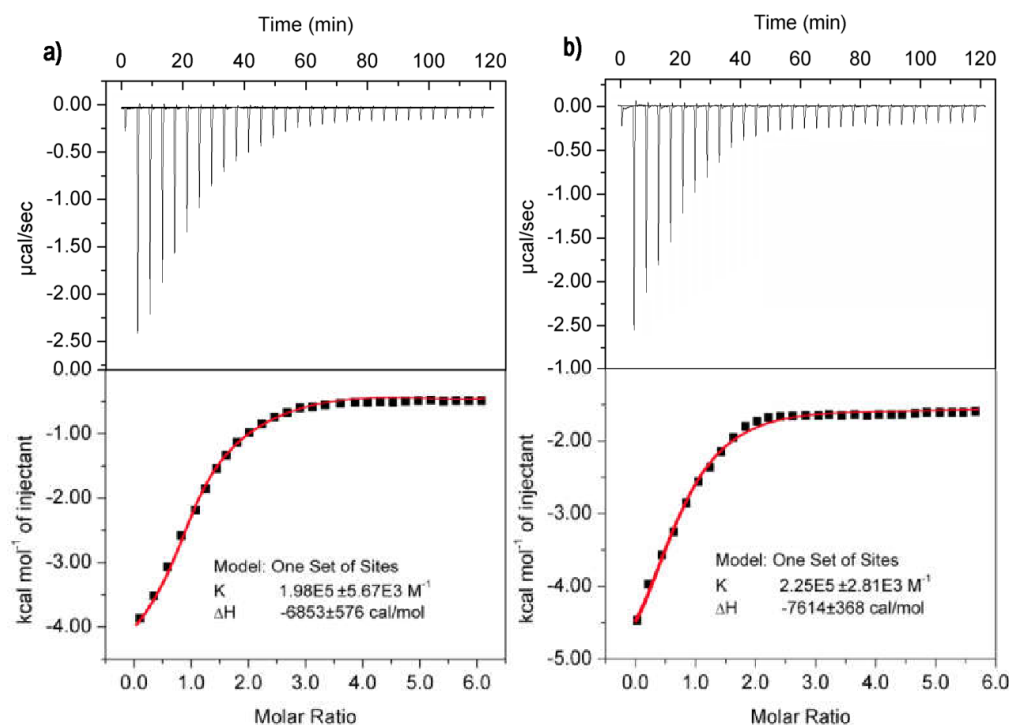 a)
Time (min)
0 20 40 60 80 100 120
0.00
-0.50
-1.00
-1.50
-2.00
-2.50
0.00
µcal/sec
-1.00
-2.00
-3.00
-4.00
kcal mol⁻¹ of injectant
Model: One Set of Sites
K 1.98E5 ±5.67E3 M⁻¹
ΔH -6853±576 cal/mol
0.0 1.0 2.0 3.0 4.0 5.0 6.0
Molar Ratio
b)
Time (min)
0 20 40 60 80 100 120
0.00
-0.50
-1.00
-1.50
-2.00
-2.50
-1.00
µcal/sec
-2.00
-3.00
-4.00
-5.00
kcal mol⁻¹ of injectant
Model: One Set of Sites
K 2.25E5 ±2.81E3 M⁻¹
ΔH -7614±368 cal/mol
0.0 1.0 2.0 3.0 4.0 5.0 6.0
Molar Ratio